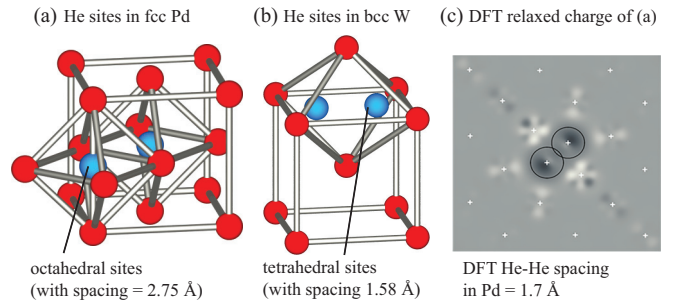 (a) He sites in fcc Pd
(b) He sites in bcc W
(c) DFT relaxed charge of (a)
octahedral sites
(with spacing = 2.75 Å)
tetrahedral sites
(with spacing 1.58 Å)
DFT He-He spacing
in Pd = 1.7 Å